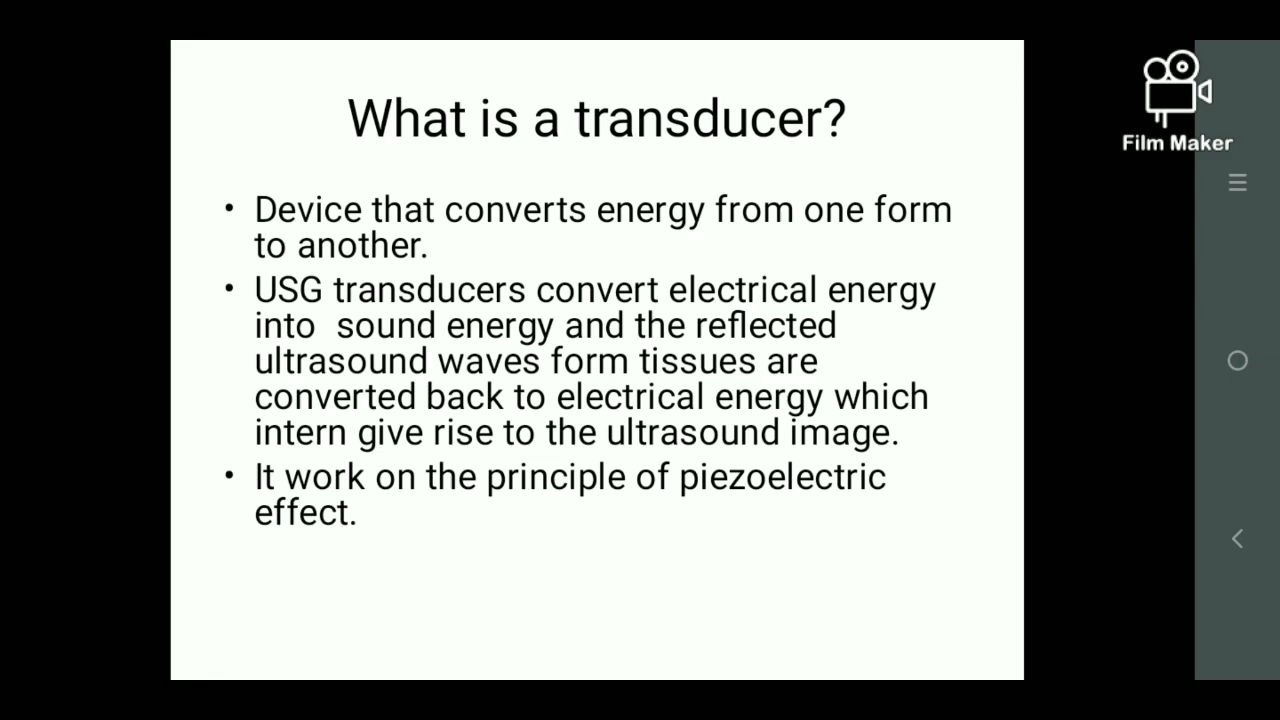 What is a transducer?
Film Maker
• Device that converts energy from one form
to another.
• USG transducers convert electrical energy
into  sound energy and the reflected
ultrasound waves form tissues are
converted back to electrical energy which
intern give rise to the ultrasound image.
• It work on the principle of piezoelectric
effect.